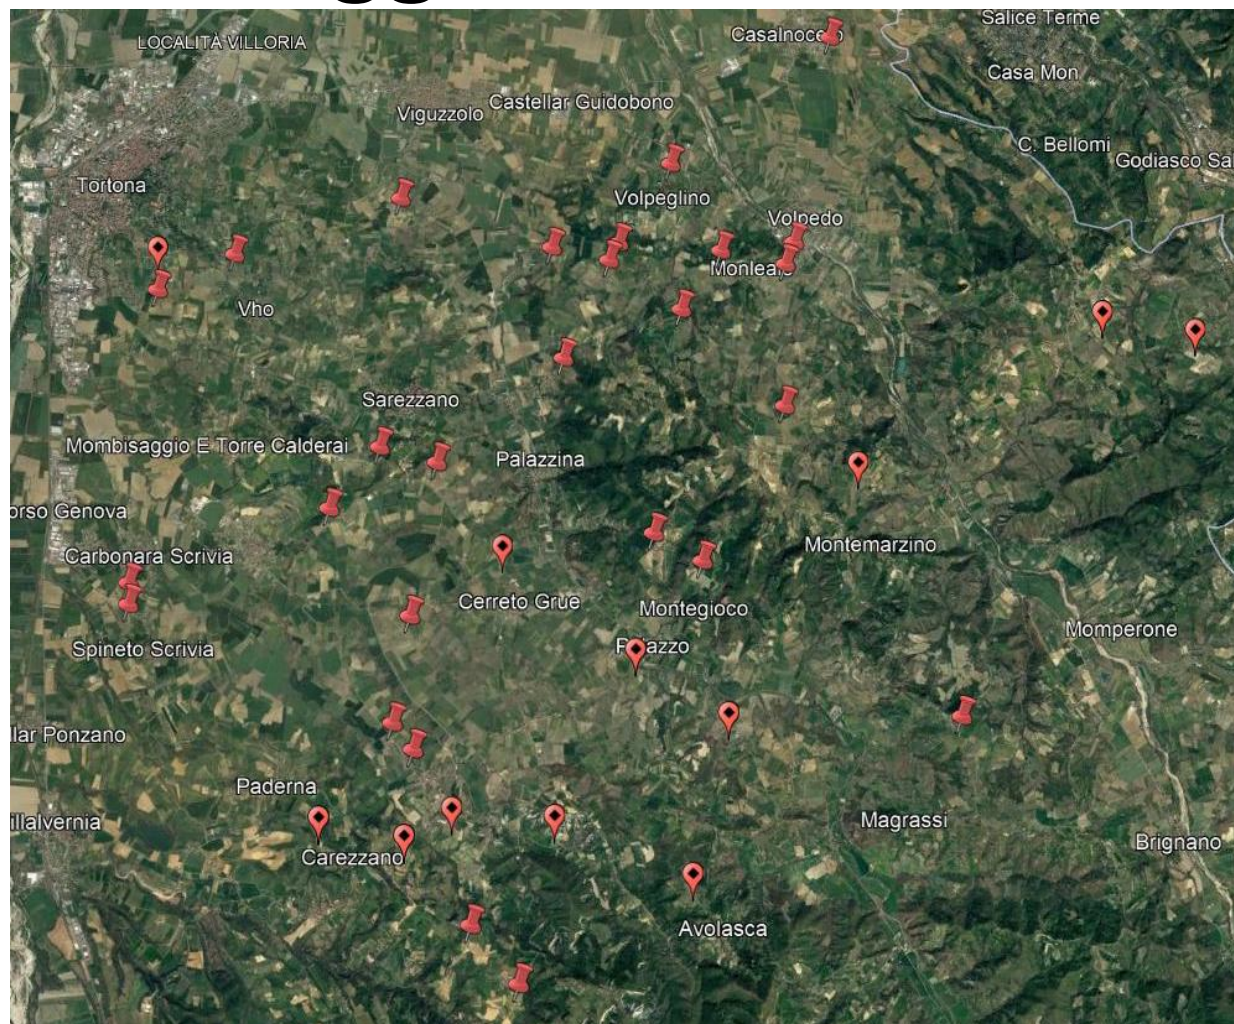 Salice Terme
Casalnoceto
LOCALITÀ VILLORIA
Casa Mon
Castellar Guidobono
Viguzzolo
C. Bellomi
Godiasco Sal
Tortona
Volpeglino
Volpedo
Monleale
Vho
Sarezzano
Mombisaggio E Torre Calderai
Palazzina
orso Genova
Montemarzino
Carbonara Scrivia
Cerreto Grue
Montegioco
Momperone
Palazzo
Spineto Scrivia
llar Ponzano
Paderna
illalvernia
Magrassi
Brignano
Carezzano
Avolasca